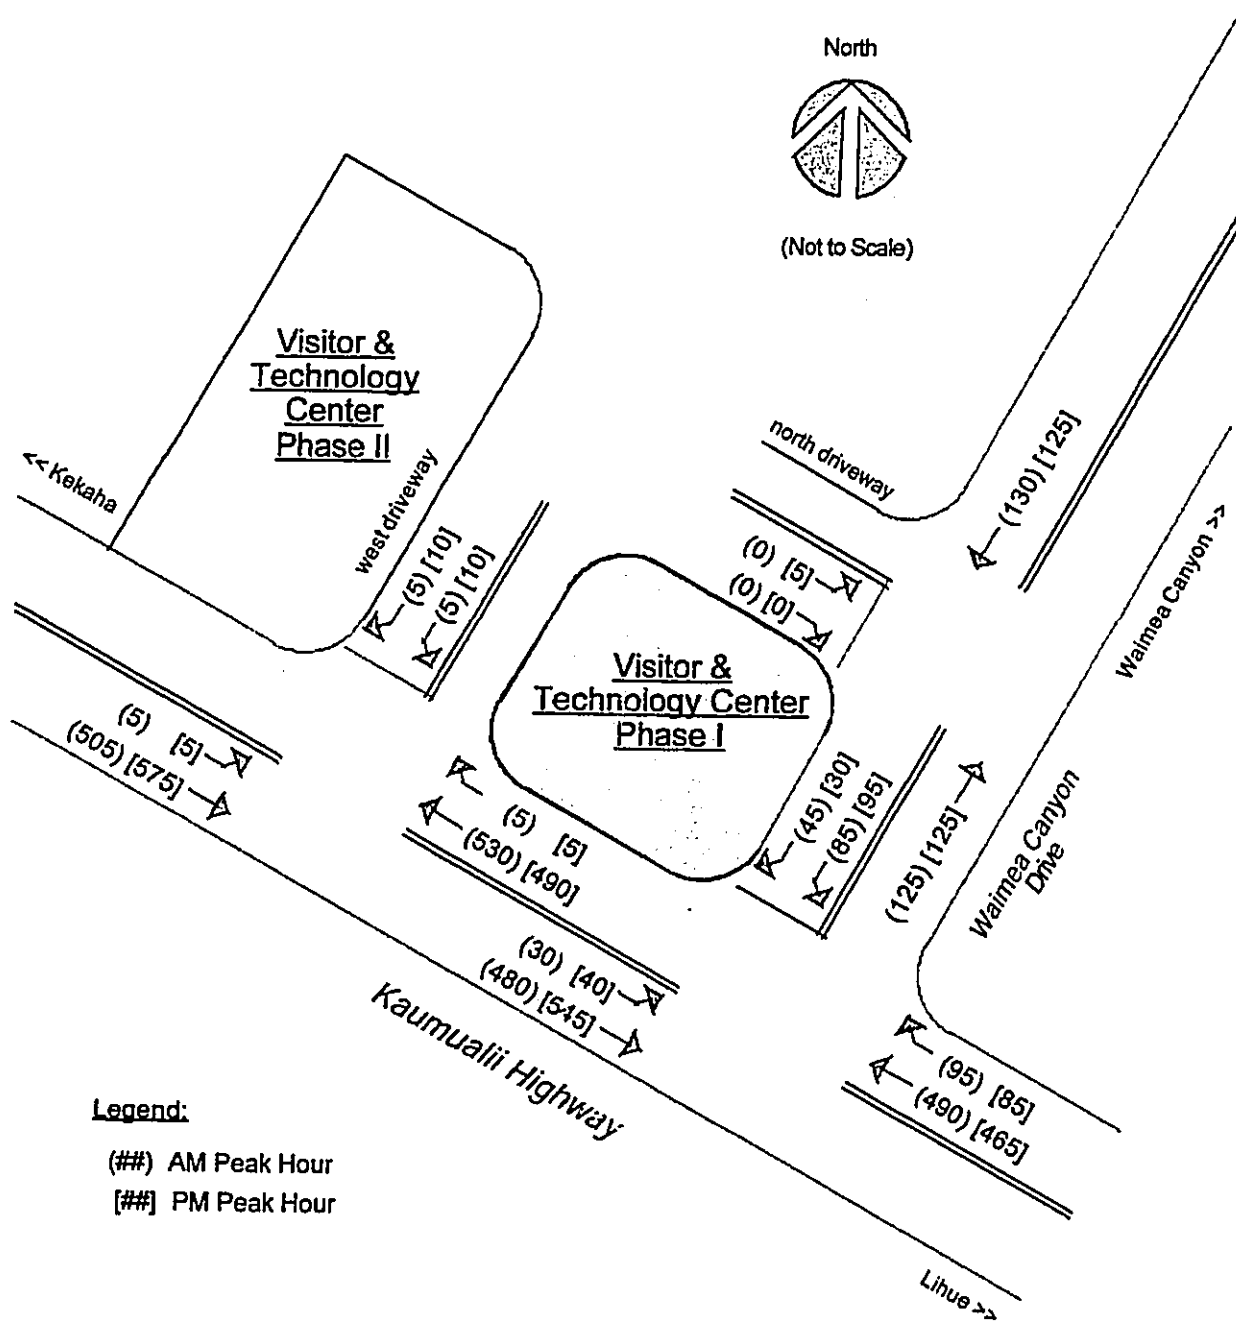 North
(Not to Scale)
Visitor &
Technology
Center
Phase II
<< Kekaha
west driveway
north driveway
(130) [125]
Waimea Canyon >>
(5) [10]
(5) [10]
(0) [5]
(0) [0]
Visitor &
Technology Center
Phase I
(5) [5]
(505) [575]
(5) [5]
(530) [490]
(45) [30]
(85) [95]
(125) [125]
Waimea Canyon
Drive
(30) [40]
(480) [545]
Kaumualii Highway
(95) [85]
(490) [465]
Legend:
(##) AM Peak Hour
[##] PM Peak Hour
Lihue >>